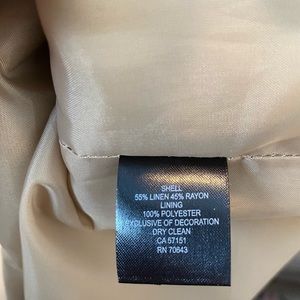 SHELL
55% LINEN 45% RAYON
LINING
100% POLYESTER
EXCLUSIVE OF DECORATION
DRY CLEAN
CA 57151
RN 70643